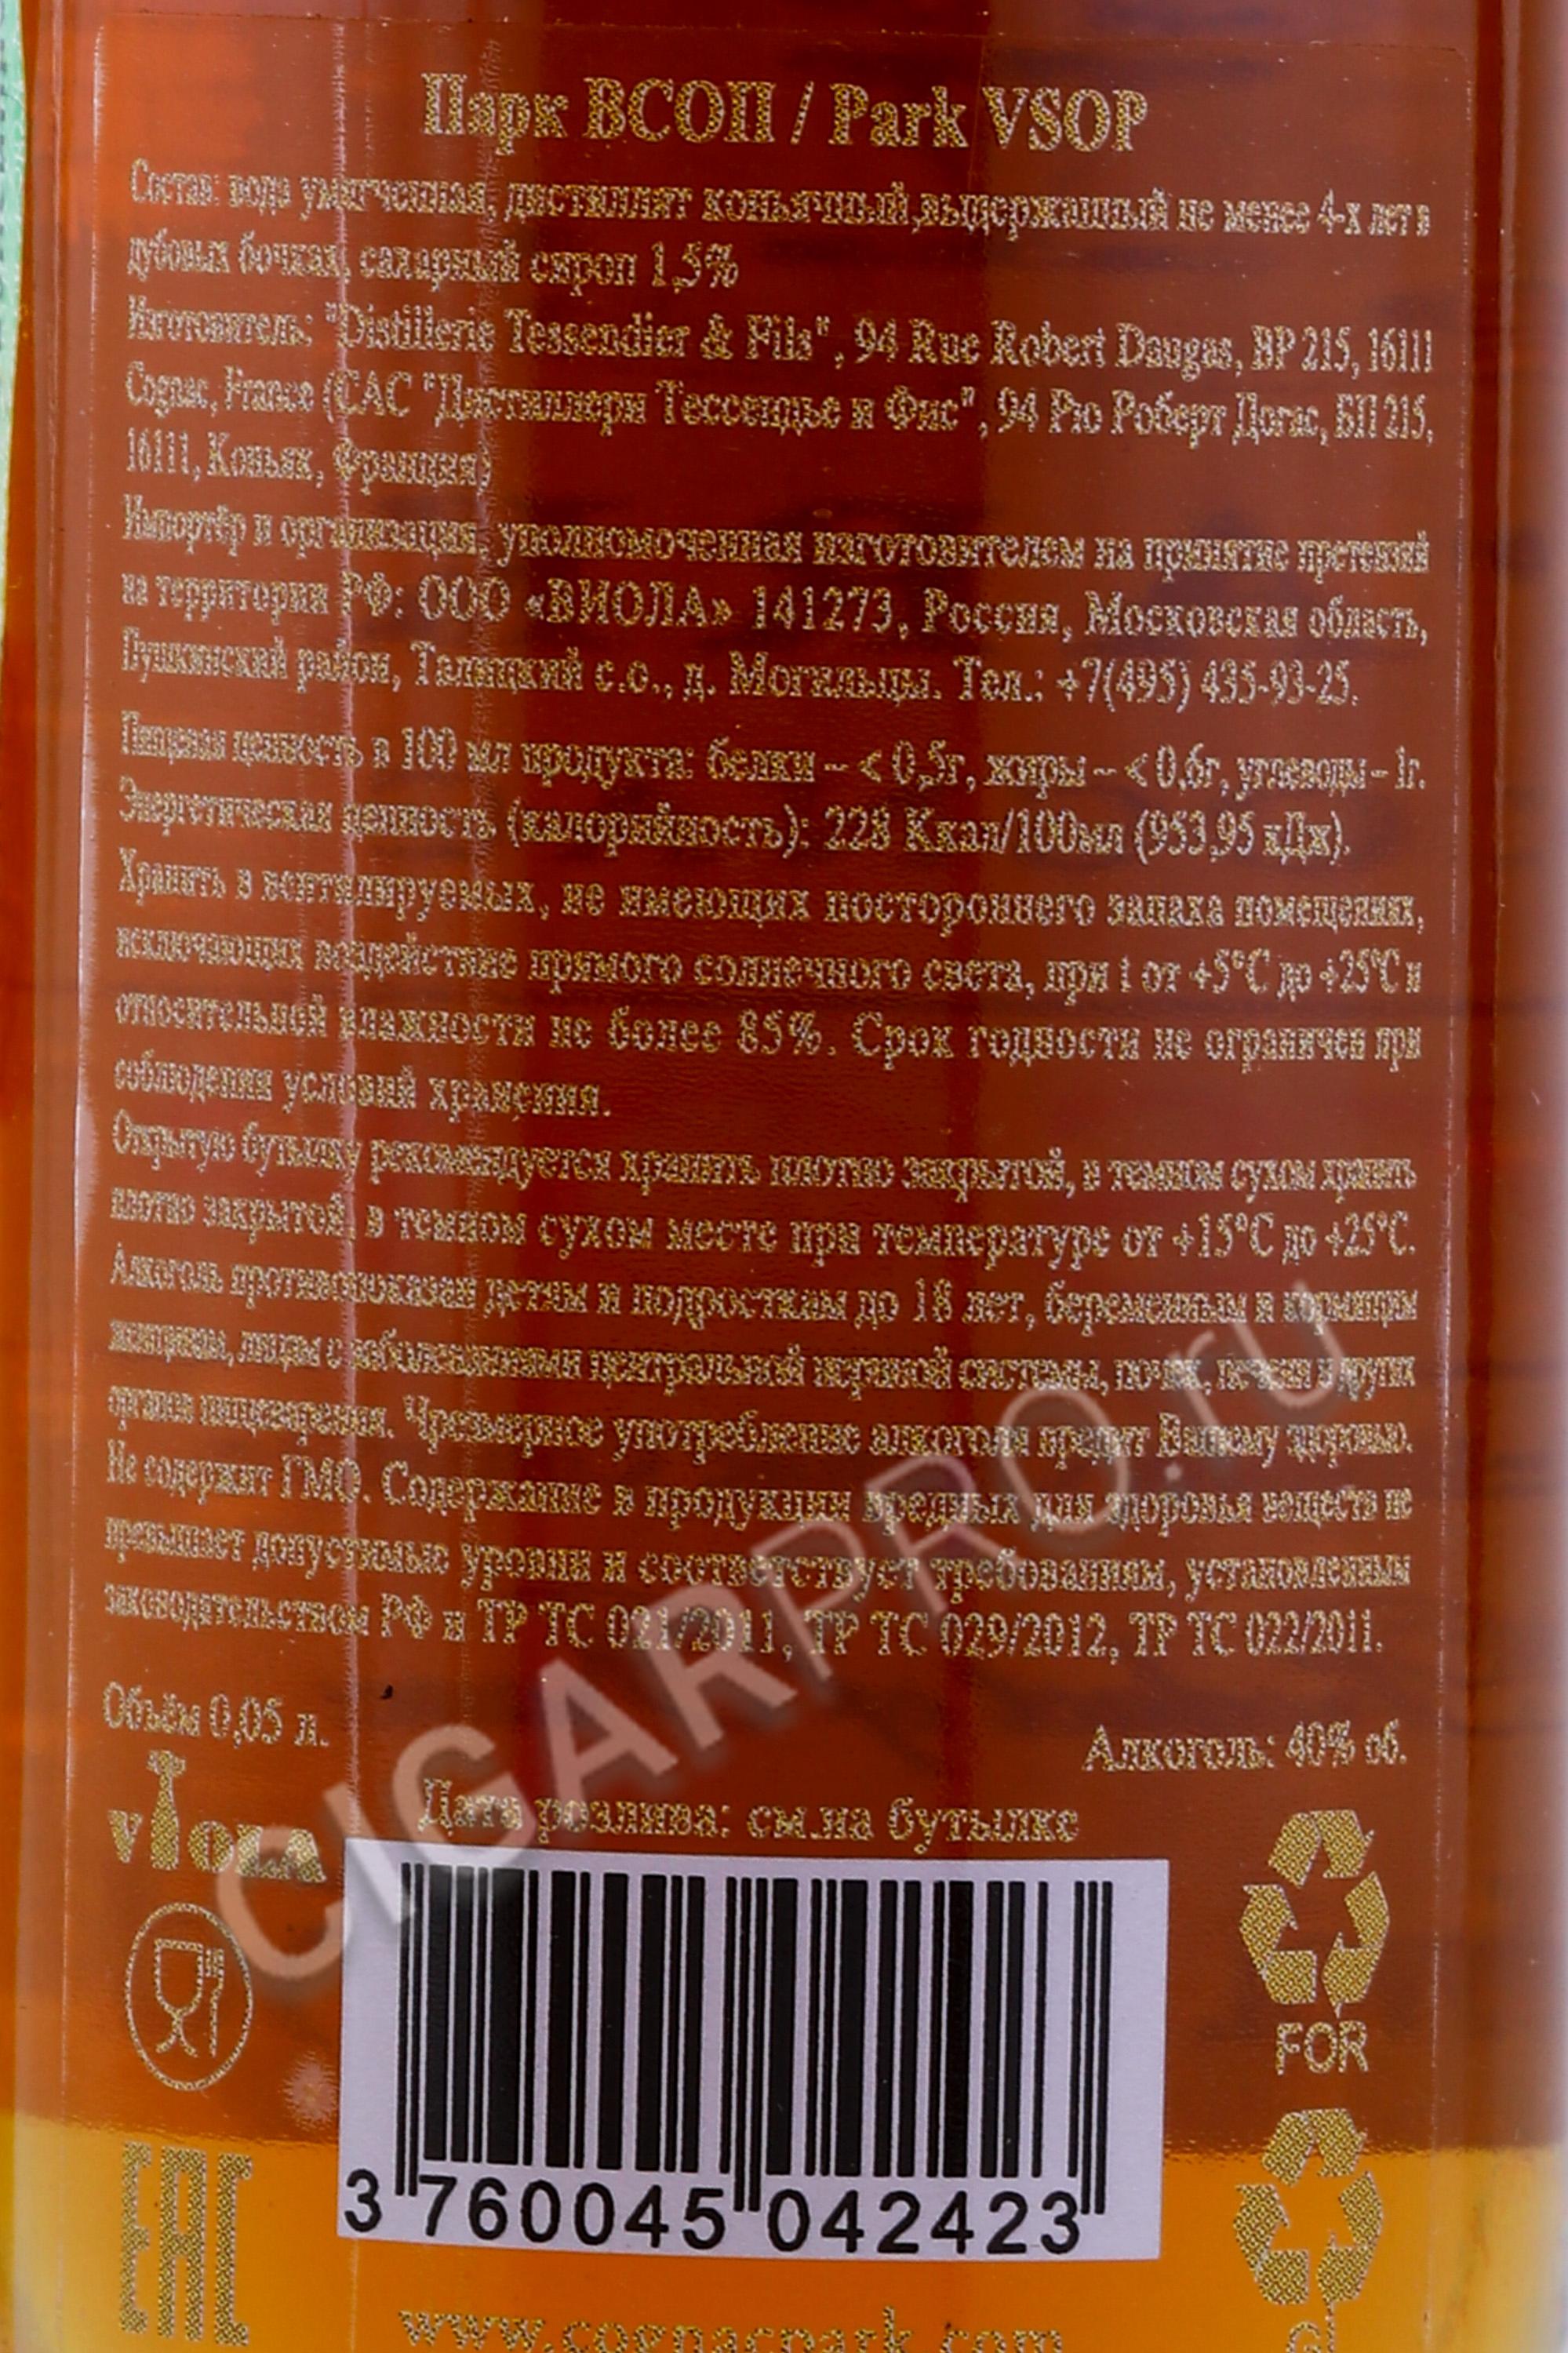 Парк ВСОП / Park VSOP
Состав: вода умягченная, дистиллят коньячный,выдержанный не менее 4-х лет в
дубовых бочках, сахарный сироп 1,5%
Изготовитель: "Distillerie Tessendier & Fils", 94 Rue Robert Daugas, BP 215, 16111
Cognac, France (САС "Дистиллери Тессендье и Фис", 94 Рю Роберт Догас, БП 215,
16111, Коньяк, Франция)
Импортёр и организация, уполномоченная изготовителем на принятие претензий
на территории РФ: ООО «ВИОЛА» 141273, Россия, Московская область,
Пушкинский район, Талицкий с.о., д. Могильцы. Тел.: +7(495) 435-93-25.
Пищевая ценность в 100 мл продукта: белки – < 0,5г, жиры – < 0,6г, углеводы – 1г.
Энергетическая ценность (калорийность): 228 Ккал/100мл (953,95 кДж).
Хранить в вентилируемых, не имеющих постороннего запаха помещениях,
исключающих воздействие прямого солнечного света, при t от +5°C до +25°C и
относительной влажности не более 85%. Срок годности не ограничен при
соблюдении условий хранения.
Открытую бутылку рекомендуется хранить плотно закрытой, в темном сухом хранить
плотно закрытой, в темном сухом месте при температуре от +15°C до +25°C.
Алкоголь противопоказан детям и подросткам до 18 лет, беременным и кормящим
женщинам, лицам с заболеваниями центральной нервной системы, почек, печени и других
органов пищеварения. Чрезмерное употребление алкоголя вредит Вашему здоровью.
Не содержит ГМО. Содержание в продукции вредных для здоровья веществ не
превышает допустимые уровни и соответствует требованиям, установленным
законодательством РФ и ТР ТС 021/2011, ТР ТС 029/2012, ТР ТС 022/2011.
Объём 0,05 л.
Алкоголь: 40% об.
Дата розлива: см.на бутылке
viola
FOR
3 760045 042423
EAC
www.cognacpark.com
CIGARPRO.ru